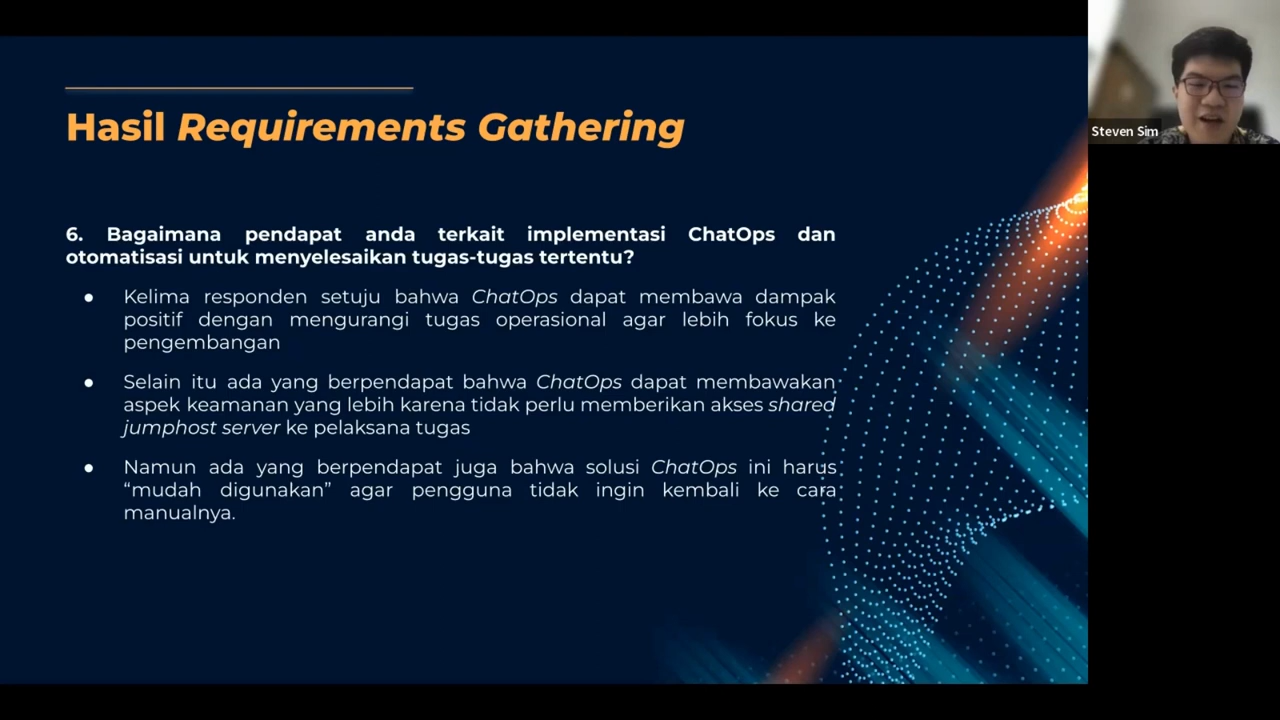 Hasil Requirements Gathering
Steven Sim
6. Bagaimana pendapat anda terkait implementasi ChatOps dan
otomatisasi untuk menyelesaikan tugas-tugas tertentu?
● Kelima responden setuju bahwa ChatOps dapat membawa dampak
positif dengan mengurangi tugas operasional agar lebih fokus ke
pengembangan
● Selain itu ada yang berpendapat bahwa ChatOps dapat membawakan
aspek keamanan yang lebih karena tidak perlu memberikan akses shared
jumphost server ke pelaksana tugas
● Namun ada yang berpendapat juga bahwa solusi ChatOps ini harus
“mudah digunakan” agar pengguna tidak ingin kembali ke cara
manualnya.